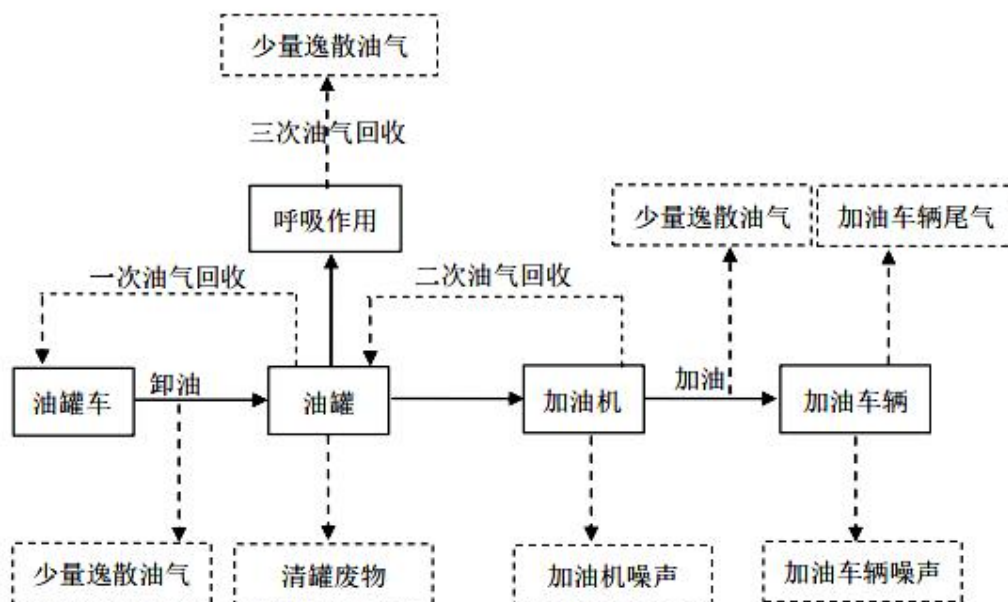 少量逸散油气
三次油气回收
呼吸作用
少量逸散油气
加油车辆尾气
一次油气回收
二次油气回收
油罐车
卸油
油罐
加油机
加油
加油车辆
少量逸散油气
清罐废物
加油机噪声
加油车辆噪声